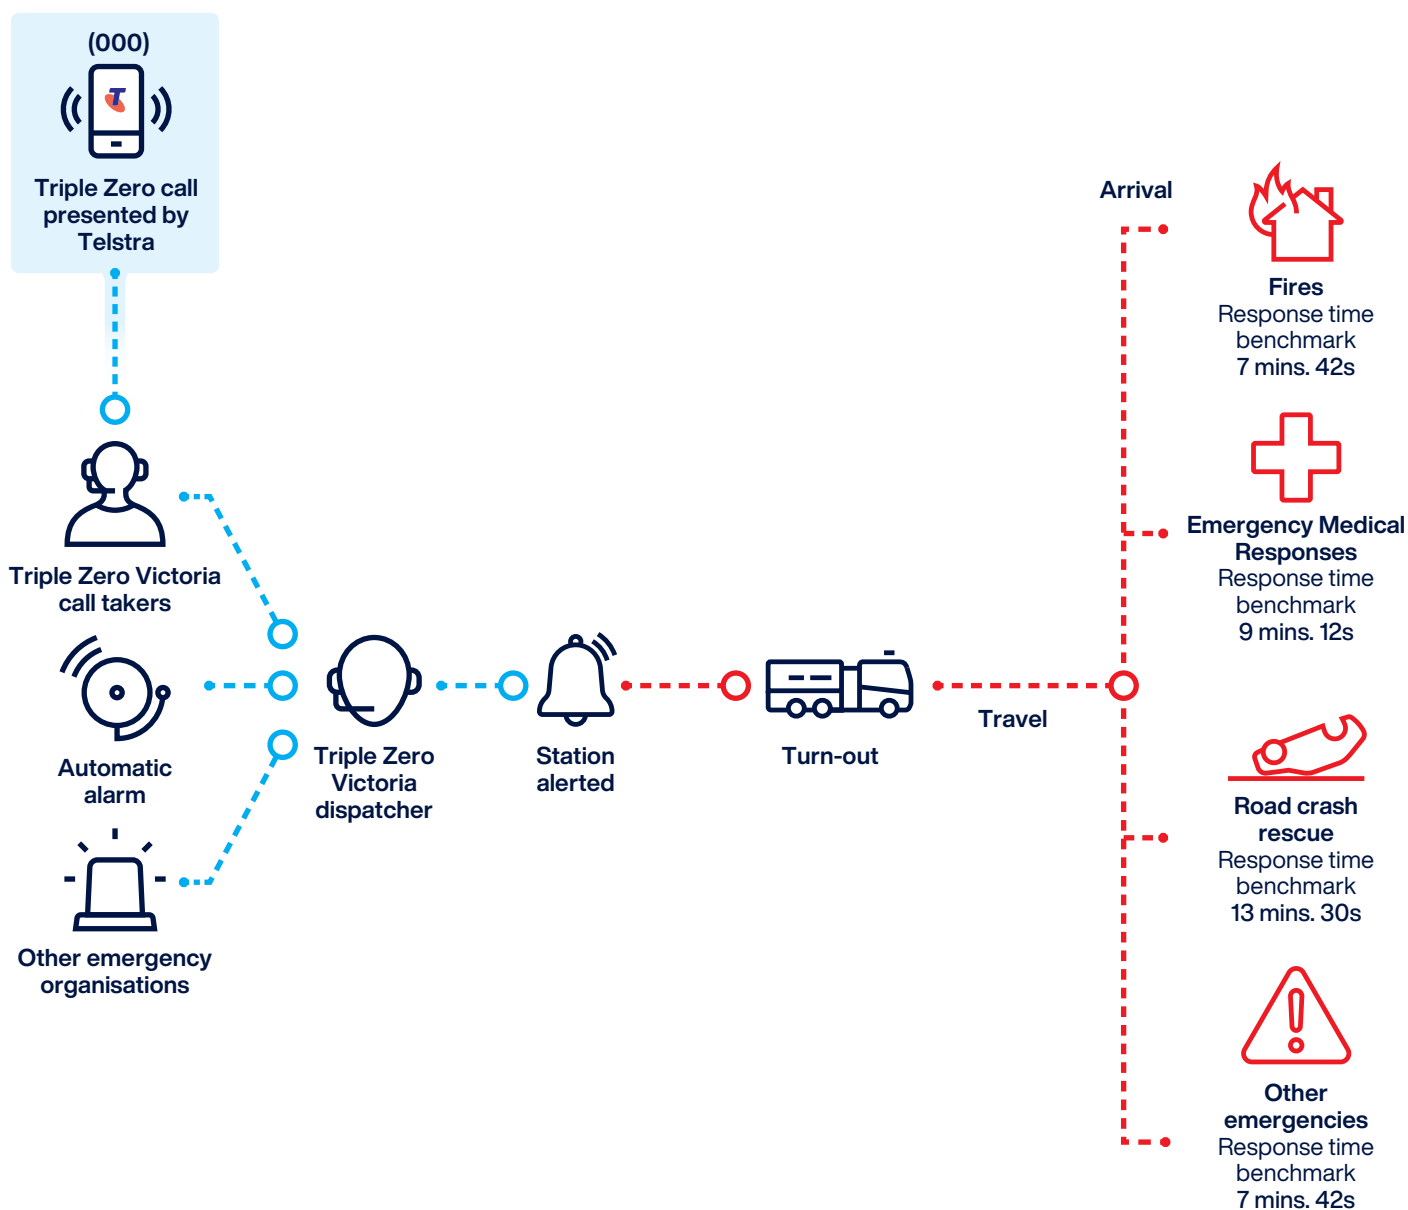 (000)
Triple Zero call
presented by
Telstra
Triple Zero Victoria
call takers
Automatic
alarm
Other emergency
organisations
Triple Zero
Victoria
dispatcher
Station
alerted
Turn-out
Travel
Arrival
Fires
Response time
benchmark
7 mins. 42s
Emergency Medical
Responses
Response time
benchmark
9 mins. 12s
Road crash
rescue
Response time
benchmark
13 mins. 30s
Other
emergencies
Response time
benchmark
7 mins. 42s